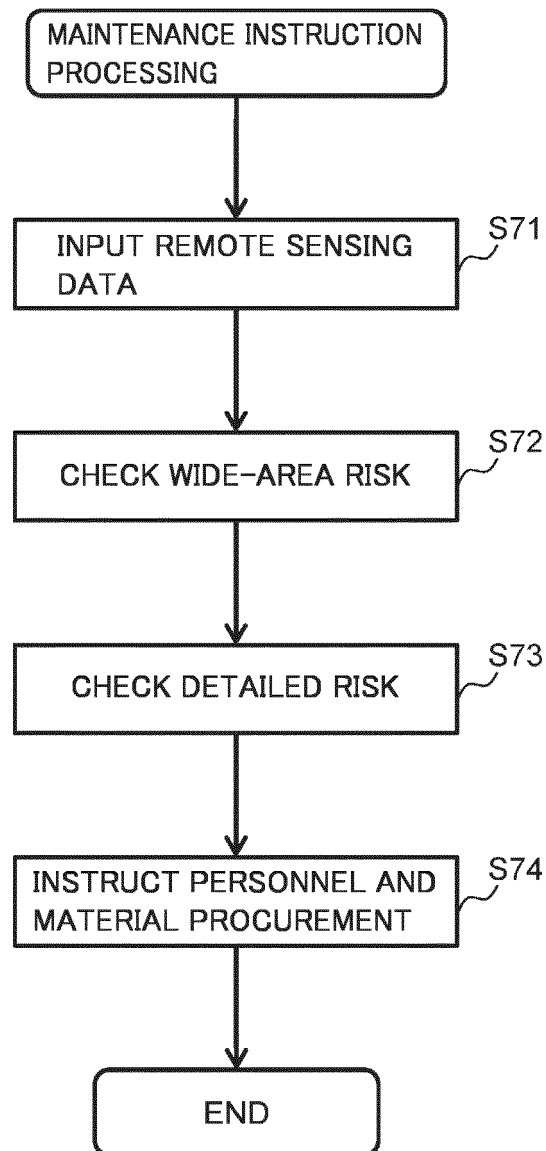 MAINTENANCE INSTRUCTION
PROCESSING
S71
INPUT REMOTE SENSING
DATA
S72
CHECK WIDE-AREA RISK
S73
CHECK DETAILED RISK
S74
INSTRUCT PERSONNEL AND
MATERIAL PROCUREMENT
END